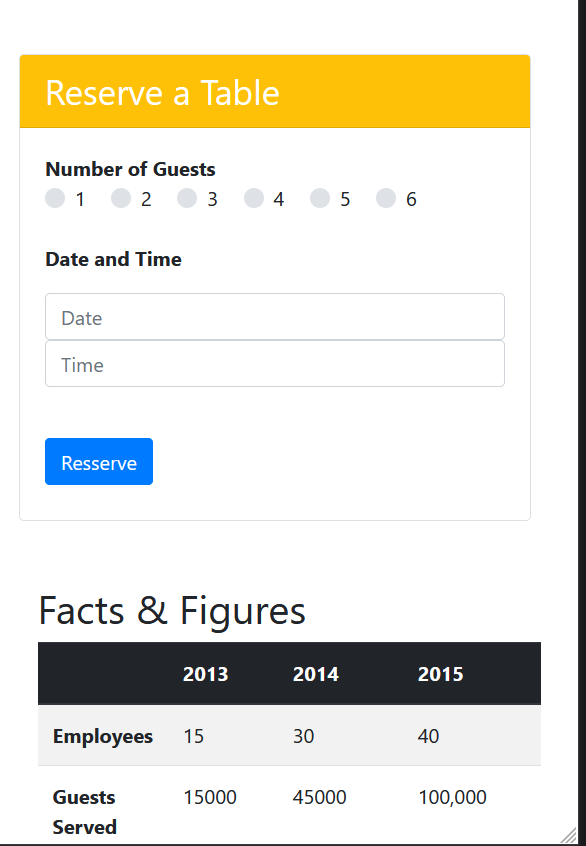 Reserve a Table
Number of Guests
1 2 3 4 5 6
Date and Time
Date
Time
Resserve
Facts & Figures
2013 2014 2015
Employees 15 30 40
Guests 15000 45000 100,000
Served